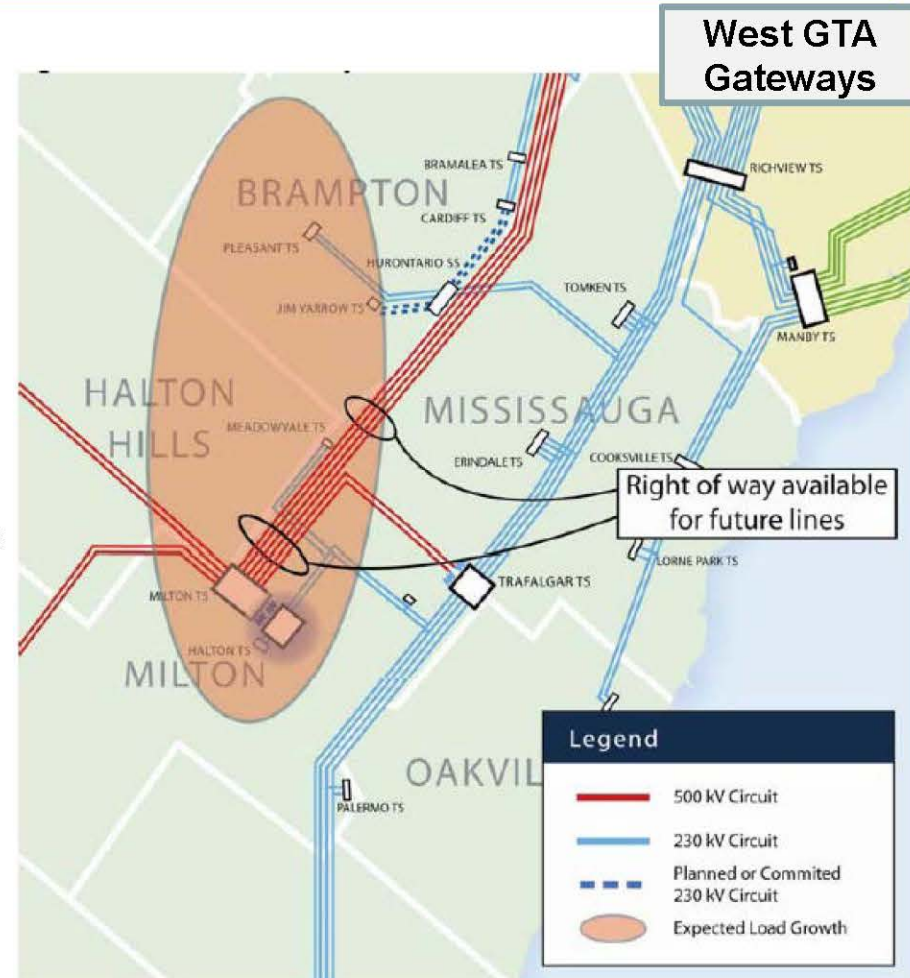 West GTA
Gateways
BRAMALEA TS
RICHVIEW TS
BRAMPTON
CARDIFF TS
PLEASANT TS
HURONTARIO SS
TOMKEN TS
JIM YARROW TS
MANBY TS
HALTON
HILLS
MISSISSAUGA
MEADOWVALE TS
ERINDALE TS
COOKSVILLE TS
Right of way available
for future lines
LORNE PARK TS
TRAFALGAR TS
MILTON TS
HALTON TS
MILTON
OAKVIL
PALERMO TS
Legend
500 kV Circuit
230 kV Circuit
Planned or Commited
230 kV Circuit
Expected Load Growth